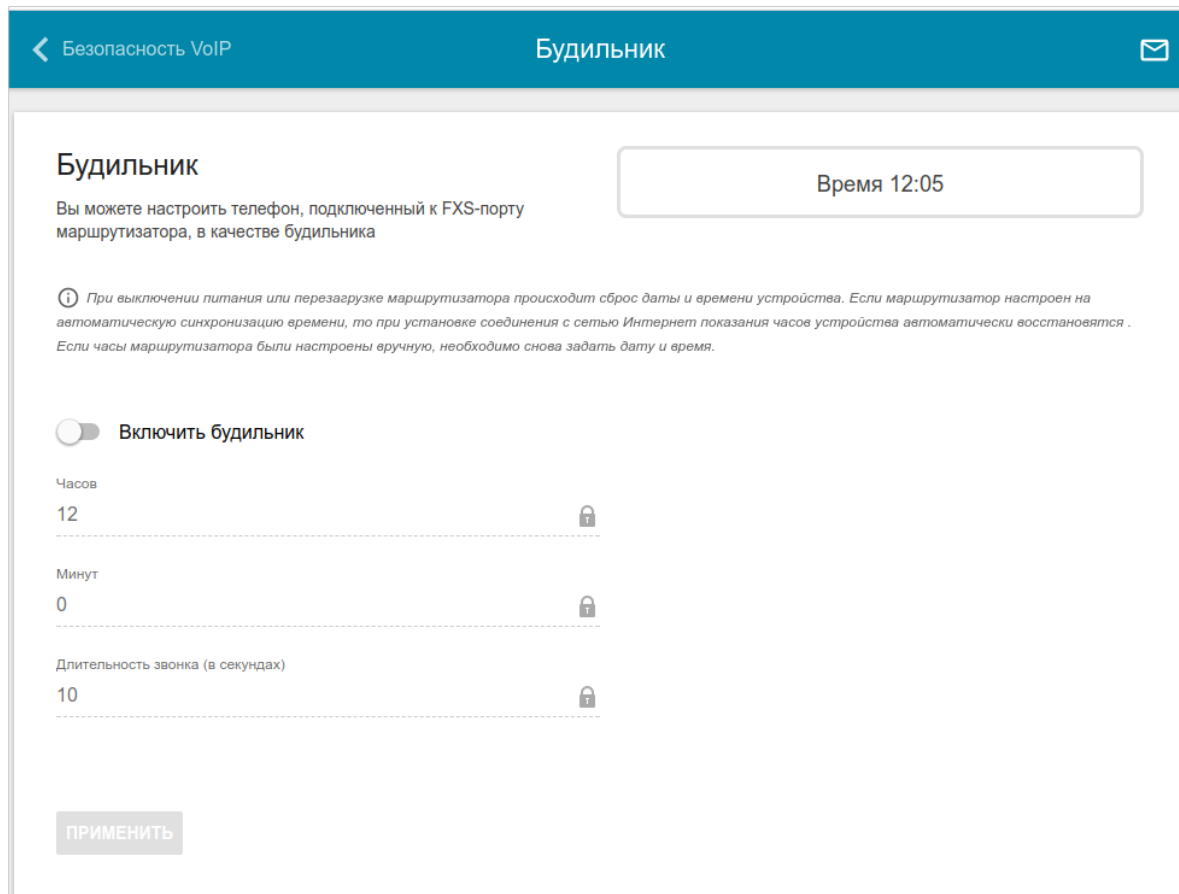 Безопасность VoIP
Будильник
Будильник
Время 12:05
Вы можете настроить телефон, подключенный к FXS-порту
маршрутизатора, в качестве будильника
При выключении питания или перезагрузке маршрутизатора происходит сброс даты и времени устройства. Если маршрутизатор настроен на
автоматическую синхронизацию времени, то при установке соединения с сетью Интернет показания часов устройства автоматически восстановятся .
Если часы маршрутизатора были настроены вручную, необходимо снова задать дату и время.
Включить будильник
Часов
12
Минут
0
Длительность звонка (в секундах)
10
ПРИМЕНИТЬ